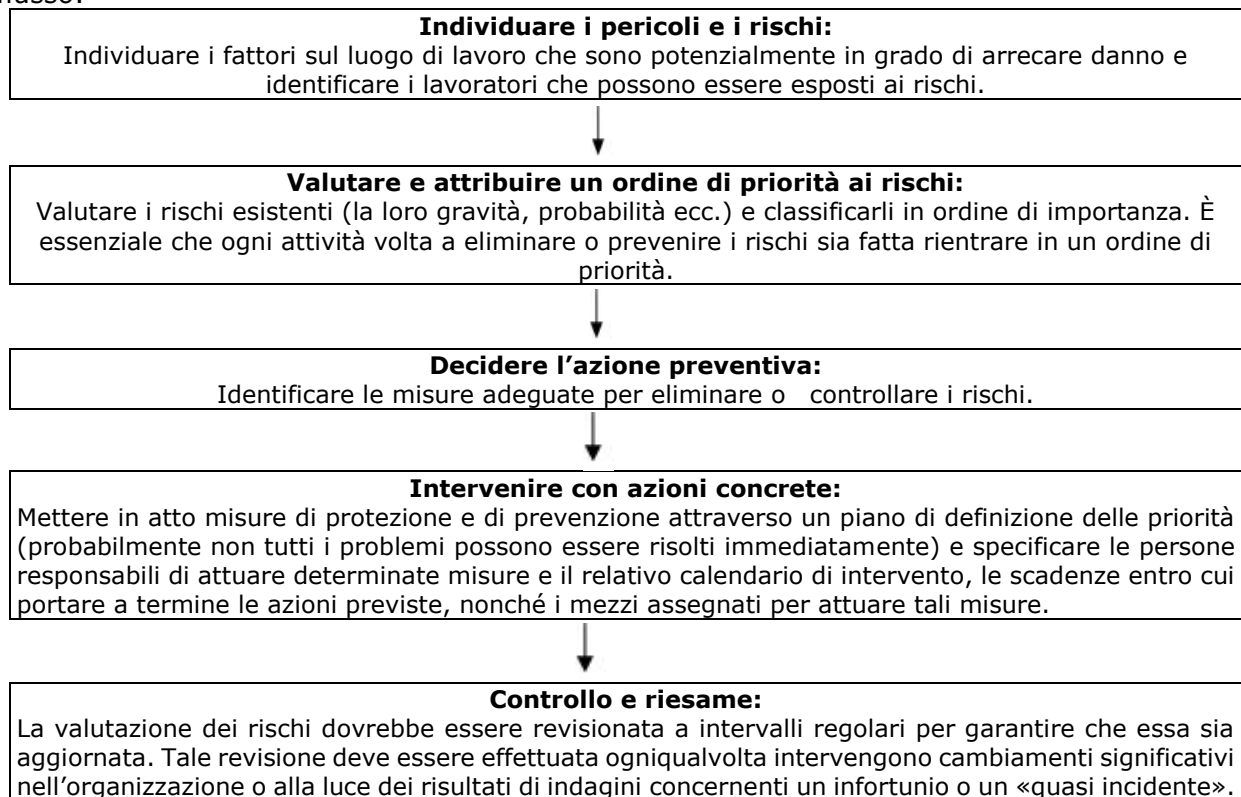 Individuare i pericoli e i rischi:
Individuare i fattori sul luogo di lavoro che sono potenzialmente in grado di arrecare danno e
identificare i lavoratori che possono essere esposti ai rischi.
Valutare e attribuire un ordine di priorità ai rischi:
Valutare i rischi esistenti (la loro gravità, probabilità ecc.) e classificarli in ordine di importanza. È
essenziale che ogni attività volta a eliminare o prevenire i rischi sia fatta rientrare in un ordine di
priorità.
Decidere l’azione preventiva:
Identificare le misure adeguate per eliminare o controllare i rischi.
Intervenire con azioni concrete:
Mettere in atto misure di protezione e di prevenzione attraverso un piano di definizione delle priorità
(probabilmente non tutti i problemi possono essere risolti immediatamente) e specificare le persone
responsabili di attuare determinate misure e il relativo calendario di intervento, le scadenze entro cui
portare a termine le azioni previste, nonché i mezzi assegnati per attuare tali misure.
Controllo e riesame:
La valutazione dei rischi dovrebbe essere revisionata a intervalli regolari per garantire che essa sia
aggiornata. Tale revisione deve essere effettuata ogniqualvolta intervengono cambiamenti significativi
nell’organizzazione o alla luce dei risultati di indagini concernenti un infortunio o un «quasi incidente».